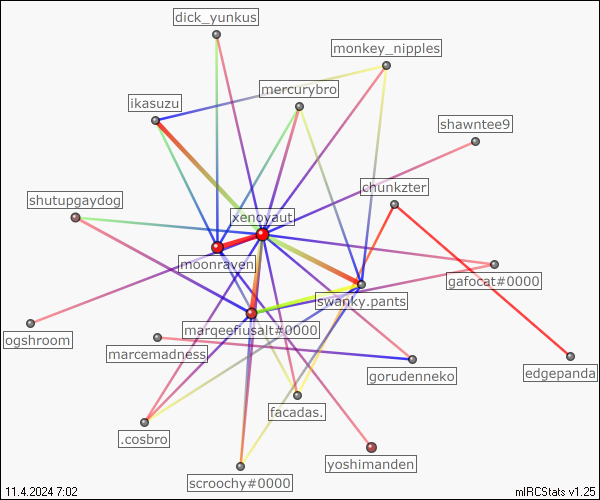 dick_yunkus
monkey_nipples
mercurybro
ikasuzu
shawntee9
chunkzter
shutupgaydog
xenoyaut
moonraven
gafocat#0000
swanky.pants
marqeefiusalt#0000
ogshroom
marcemadness
gorudenneko
edgepanda
facadas.
.cosbro
yoshimanden
scroochy#0000
11.4.2024 7:02
mIRCStats v1.25